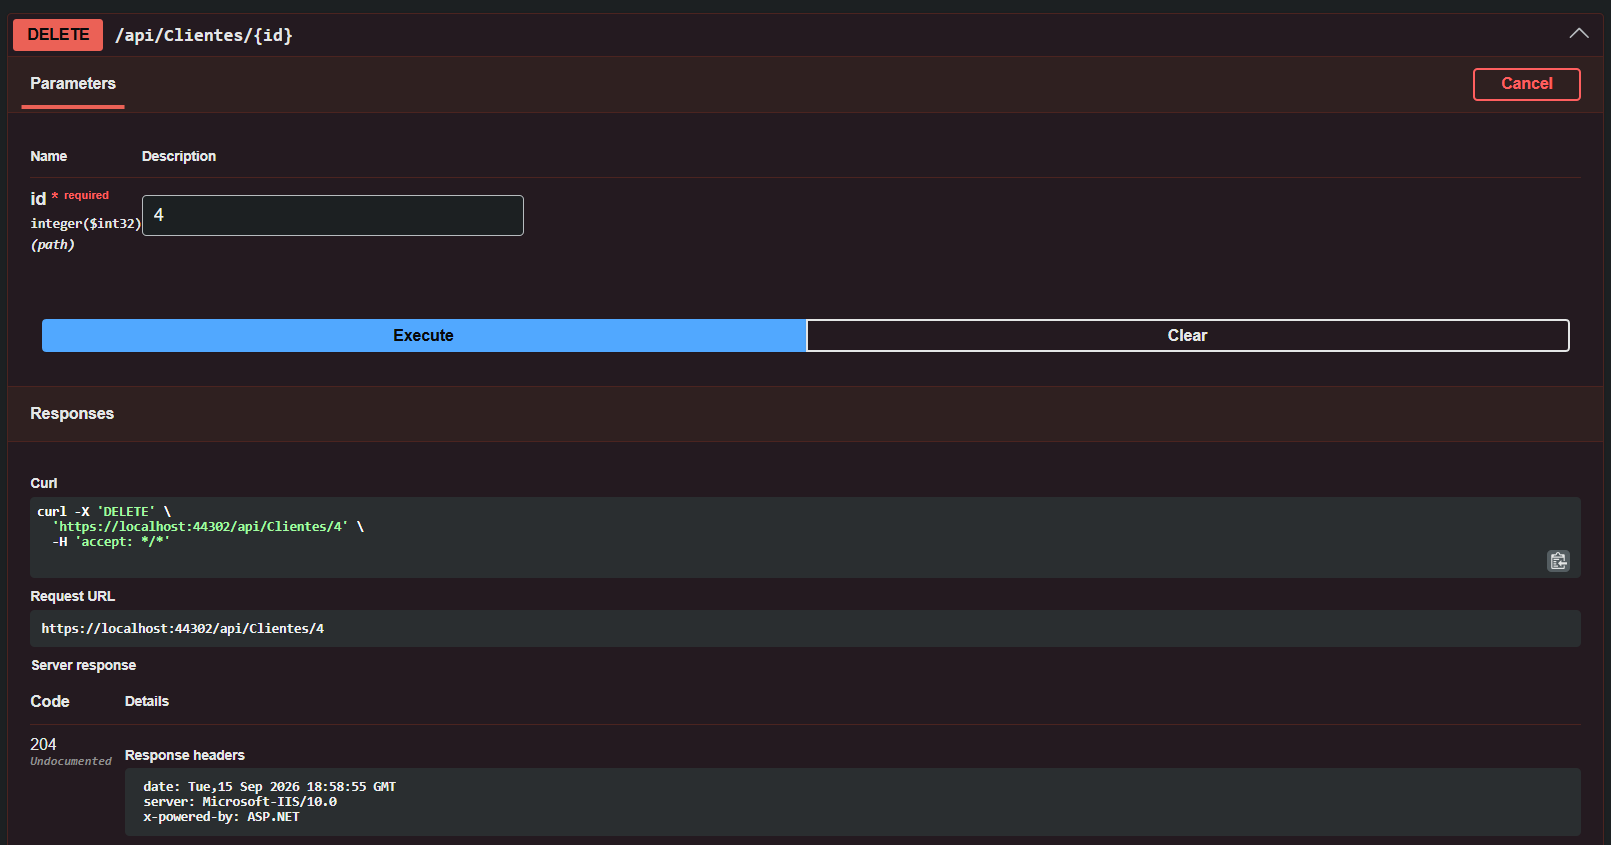 DELETE /api/Clientes/{id}
Parameters
Cancel
Name Description
id * required
integer($int32)
(path)
4
Execute Clear
Responses
Curl
curl -X 'DELETE' \
'https://localhost:44302/api/Clientes/4' \
-H 'accept: */*'
Request URL
https://localhost:44302/api/Clientes/4
Server response
Code Details
204
Undocumented
Response headers
date: Tue,15 Sep 2026 18:58:55 GMT
server: Microsoft-IIS/10.0
x-powered-by: ASP.NET